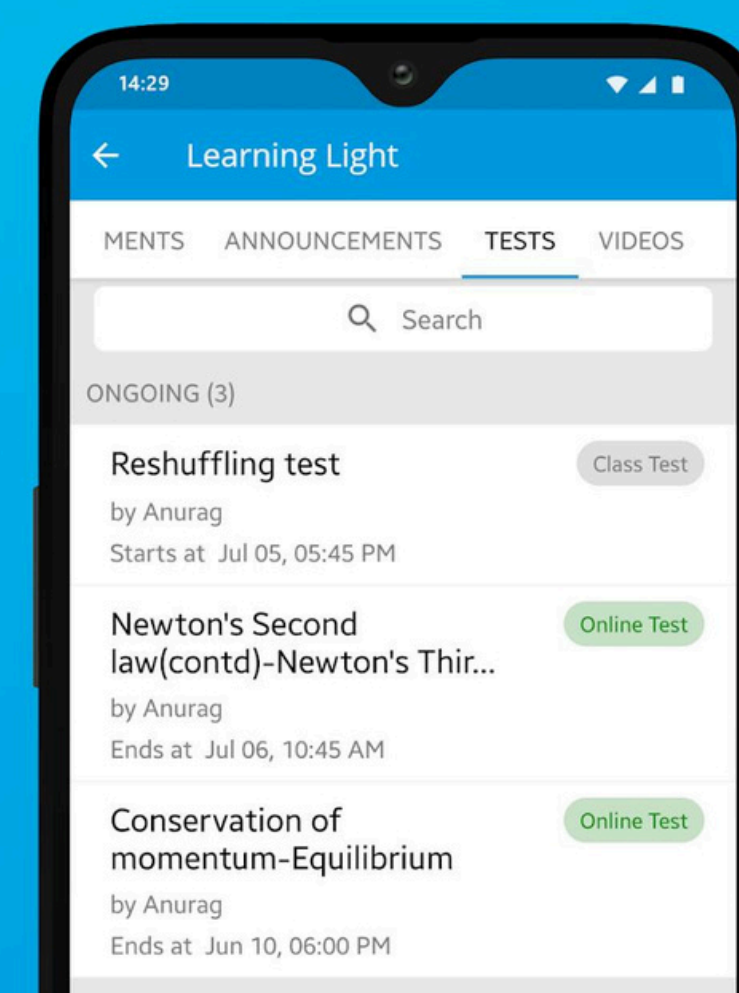 14:29
Learning Light
MENTS ANNOUNCEMENTS TESTS VIDEOS
Search
ONGOING (3)
Reshuffling test Class Test
by Anurag
Starts at Jul 05, 05:45 PM
Newton's Second Online Test
law(contd)-Newton's Thir...
by Anurag
Ends at Jul 06, 10:45 AM
Conservation of Online Test
momentum-Equilibrium
by Anurag
Ends at Jun 10, 06:00 PM